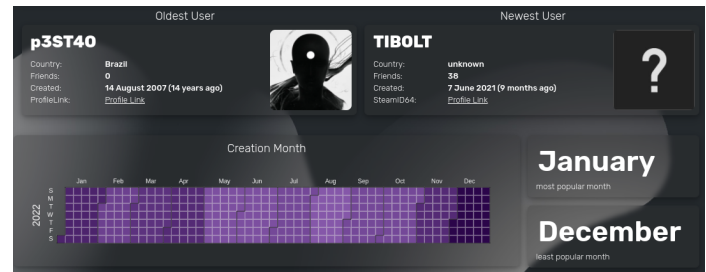 Oldest User
p3ST40
Country: Brazil
Friends: 0
Created: 14 August 2007 (14 years ago)
ProfileLink: Profile Link
Newest User
TIBOLT
Country: unknown
Friends: 38
Created: 7 June 2021 (9 months ago)
SteamID64: Profile Link
?
Creation Month
Jan Feb Mar Apr May Jun Jul Aug Sep Oct Nov Dec
2022
S
M
T
W
T
F
S
January
most popular month
December
least popular month